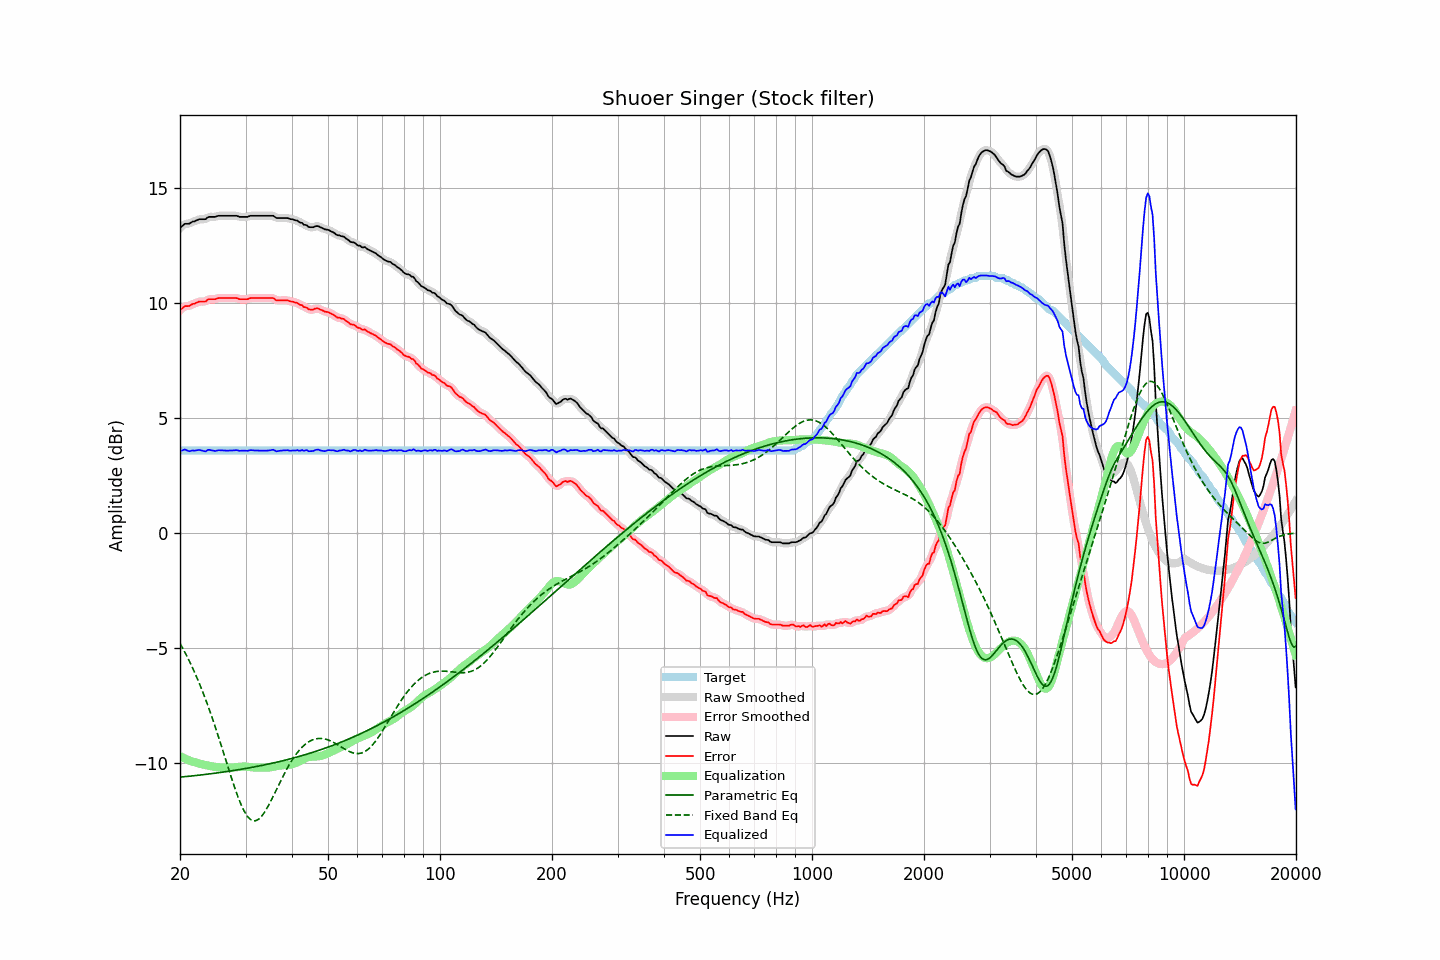 Shuoer Singer (Stock filter)
Amplitude (dBr)
15
10
5
0
−5
−10
Target
Raw Smoothed
Error Smoothed
Raw
Error
Equalization
Parametric Eq
Fixed Band Eq
Equalized
20 50 100 200 500 1000 2000 5000 10000 20000
Frequency (Hz)